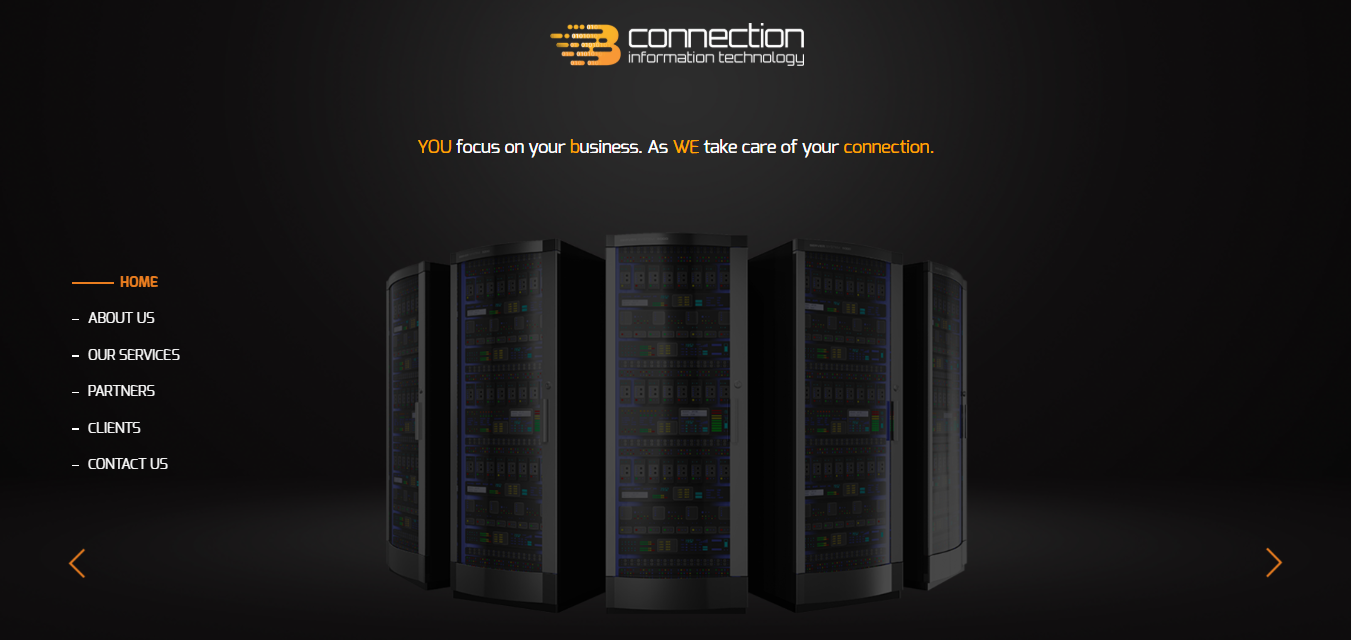 B connection
information technology
YOU focus on your business. As WE take care of your connection.
HOME
ABOUT US
OUR SERVICES
PARTNERS
CLIENTS
CONTACT US